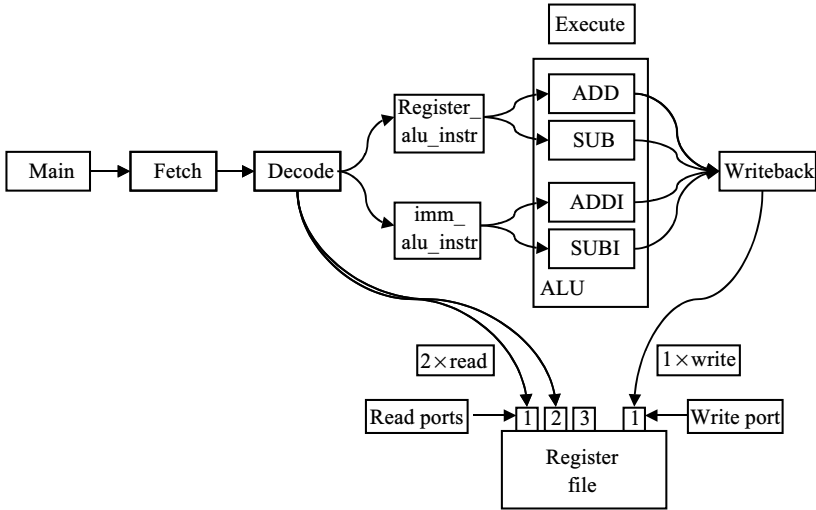 Execute
Register_
alu_instr
ADD
SUB
Main
Fetch
Decode
Writeback
imm_
alu_instr
ADDI
SUBI
ALU
2×read
1×write
Read ports
1
2
3
1
Write port
Register
file